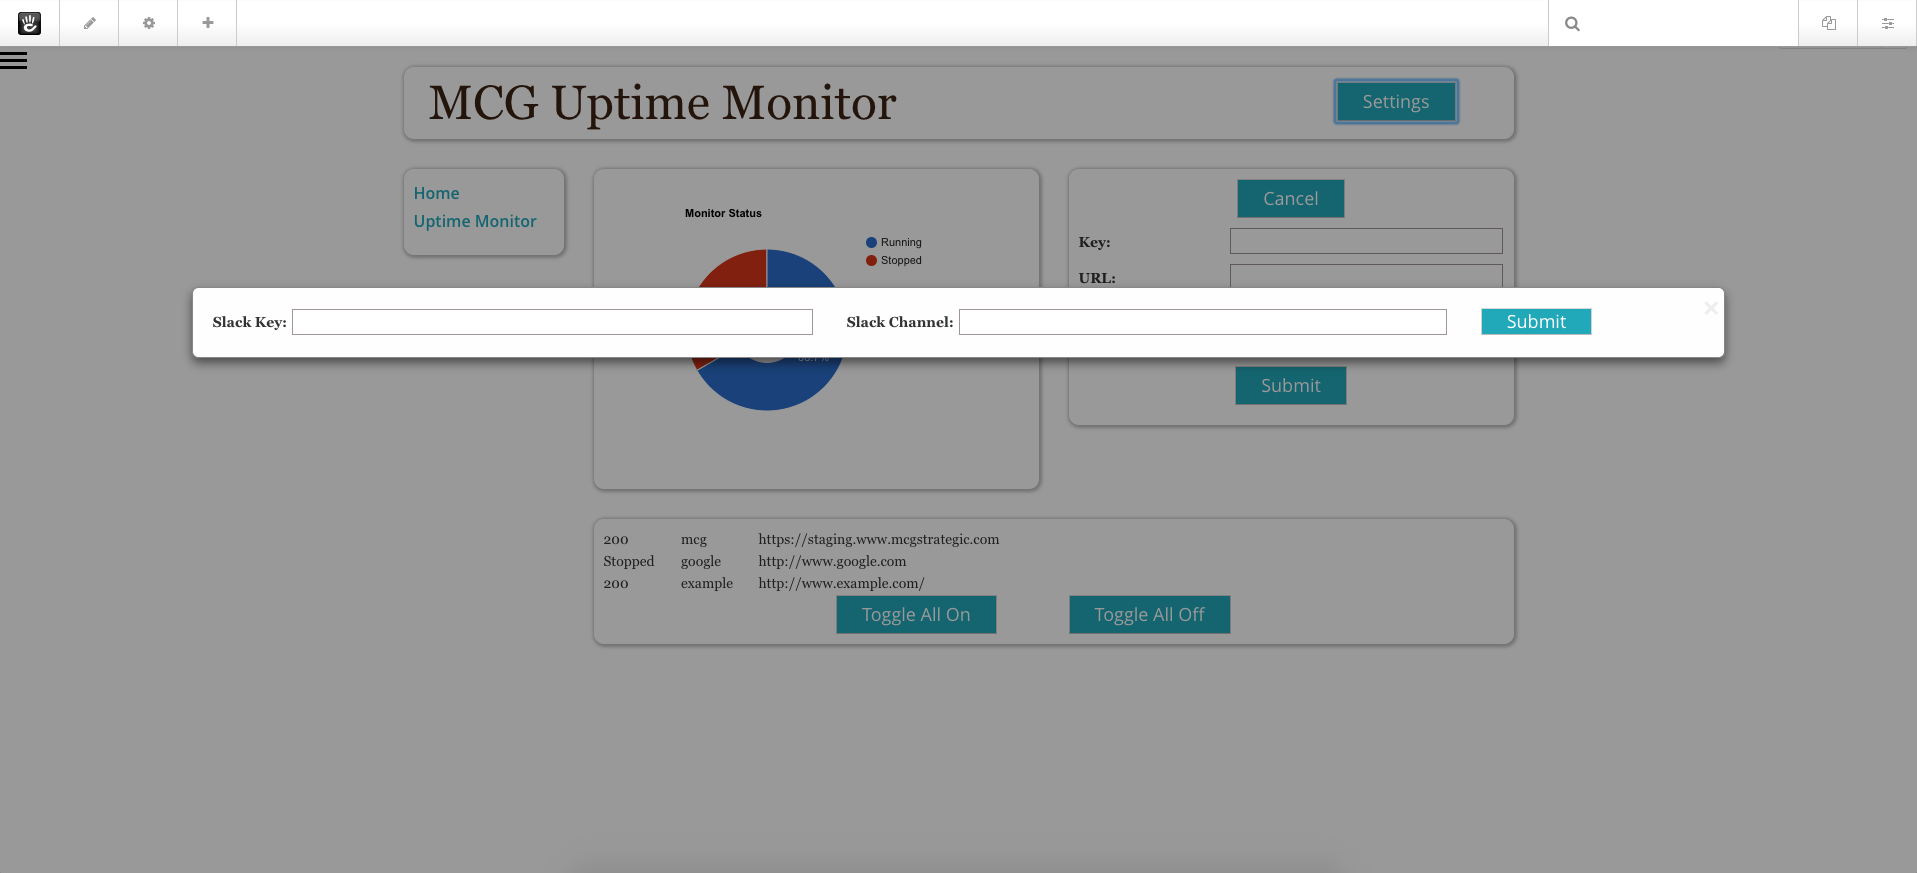 MCG Uptime Monitor
Settings
Home
Uptime Monitor
Monitor Status
Running
Stopped
Cancel
Key:
URL:
Slack Key:
Slack Channel:
Submit
×
Submit
200 mcg https://staging.www.mcgstrategic.com
Stopped google http://www.google.com
200 example http://www.example.com/
Toggle All On
Toggle All Off